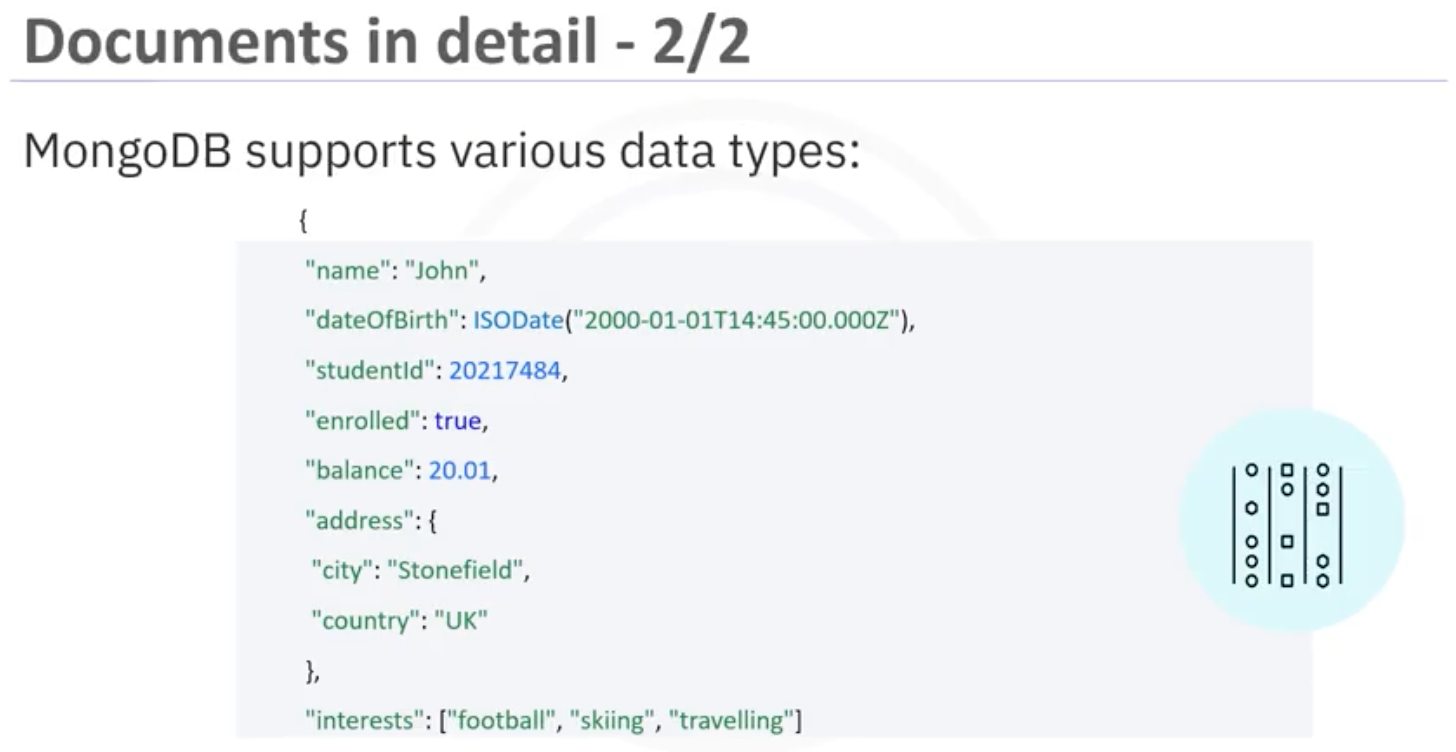 Documents in detail - 2/2
MongoDB supports various data types:
{
"name": "John",
"dateOfBirth": ISODate("2000-01-01T14:45:00.000Z"),
"studentId": 20217484,
"enrolled": true,
"balance": 20.01,
"address": {
"city": "Stonefield",
"country": "UK"
},
"interests": ["football", "skiing", "travelling"]